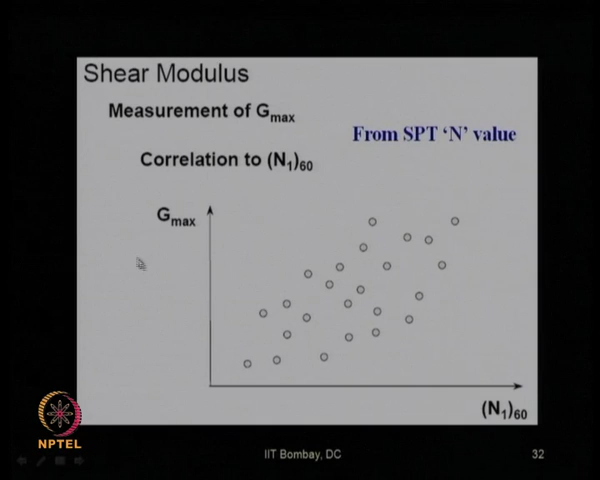 Shear Modulus
Measurement of Gmax
From SPT 'N' value
Correlation to (N1)60
Gmax
(N1)60
NPTEL
IIT Bombay, DC
32